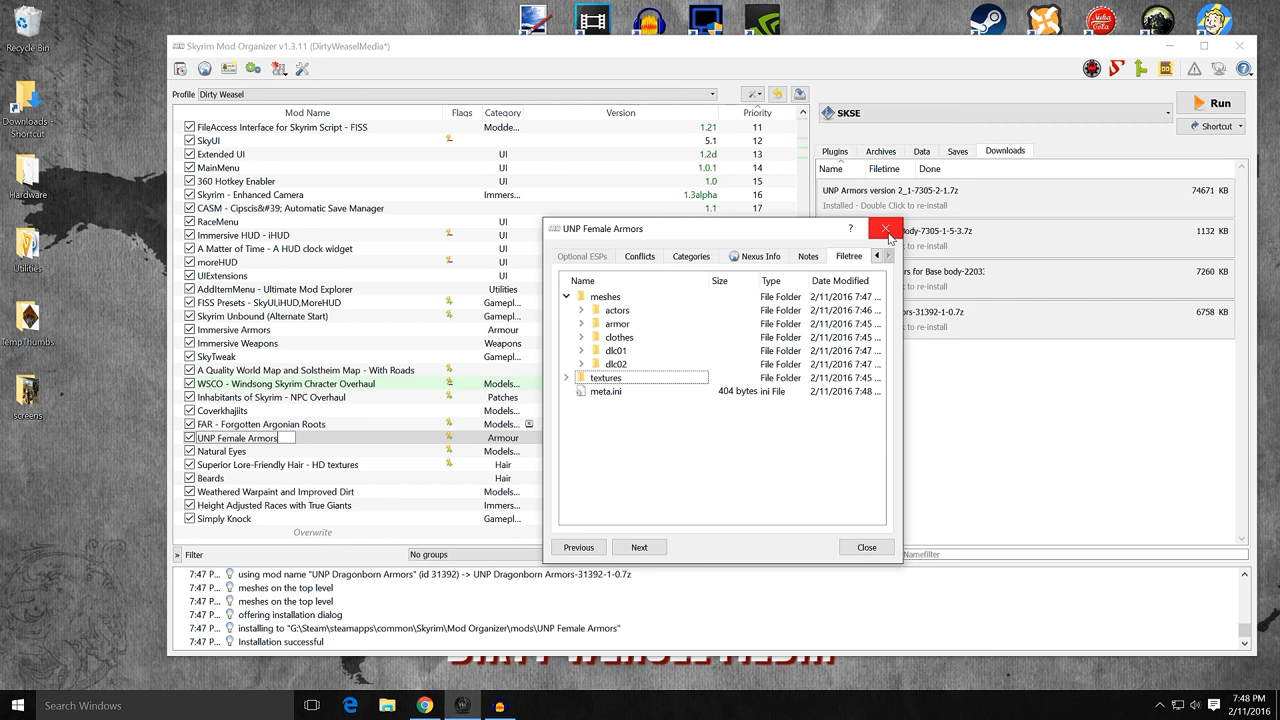 Recycle Bin
Downloads Shortcut
Hardware
Utilities
TempThumbs
screens
Skyrim Mod Organizer v1.3.11 (DirtyWeaselMedia*)
Profile Dirty Weasel
Mod Name Flags Category Version Priority
FileAccess Interface for Skyrim Script - FISS Modde... 1.21 11
SkyUI 5.1 12
Extended UI UI 1.2d 13
MainMenu UI 1.0.1 14
360 Hotkey Enabler UI 1.0 15
Skyrim - Enhanced Camera Immers... 1.3alpha 16
CASM - Cipscis&#39; Automatic Save Manager 1.1 17
RaceMenu UI
Immersive HUD - iHUD UI
A Matter of Time - A HUD clock widget UI
moreHUD UI
UIExtensions UI
AddItemMenu - Ultimate Mod Explorer Utilities
FISS Presets - SkyUI,iHUD,MoreHUD Gamepl...
Skyrim Unbound (Alternate Start) Gamepl...
Immersive Armors Armour
Immersive Weapons Weapons
SkyTweak Gamepl...
A Quality World Map and Solstheim Map - With Roads
WSCO - Windsong Skyrim Chracter Overhaul Models...
Inhabitants of Skyrim - NPC Overhaul Patches
Coverkhajiits Models...
FAR - Forgotten Argonian Roots Models...
UNP Female Armors Armour
Natural Eyes Models...
Superior Lore-Friendly Hair - HD textures Hair
Beards Hair
Weathered Warpaint and Improved Dirt Models...
Height Adjusted Races with True Giants Immers...
Simply Knock Gamepl...
Overwrite
» Filter No groups Namefilter
SKSE
Run
Shortcut
Plugins Archives Data Saves Downloads
Name Filetime Done
UNP Armors version 2_1-7305-2-1.7z 74671 KB
Installed - Double Click to re-install
Body-7305-1-5-3.7z 1132 KB
to re-install
rs for Base body-2203: 7260 KB
to re-install
ors-31392-1-0.7z 6758 KB
to re-install
UNP Female Armors
?
Optional ESPs Conflicts Categories Nexus Info Notes Filetree
Name Size Type Date Modified
meshes File Folder 2/11/2016 7:47 ...
actors File Folder 2/11/2016 7:46 ...
armor File Folder 2/11/2016 7:45 ...
clothes File Folder 2/11/2016 7:45 ...
dlc01 File Folder 2/11/2016 7:47 ...
dlc02 File Folder 2/11/2016 7:47 ...
textures File Folder 2/11/2016 7:45 ...
meta.ini 404 bytes ini File 2/11/2016 7:48 ...
Previous Next Close
7:47 P... using mod name "UNP Dragonborn Armors" (id 31392) -> UNP Dragonborn Armors-31392-1-0.7z
7:47 P... meshes on the top level
7:47 P... meshes on the top level
7:47 P... offering installation dialog
7:47 P... installing to "G:\Steam\steamapps\common\Skyrim\Mod Organizer\mods\UNP Female Armors"
7:47 P... Installation successful
Search Windows
7:48 PM
2/11/2016